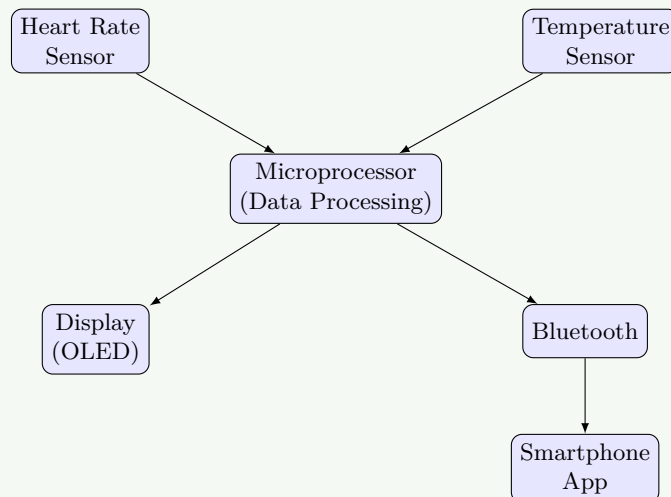 Heart Rate
Sensor
Temperature
Sensor
Microprocessor
(Data Processing)
Display
(OLED)
Bluetooth
Smartphone
App